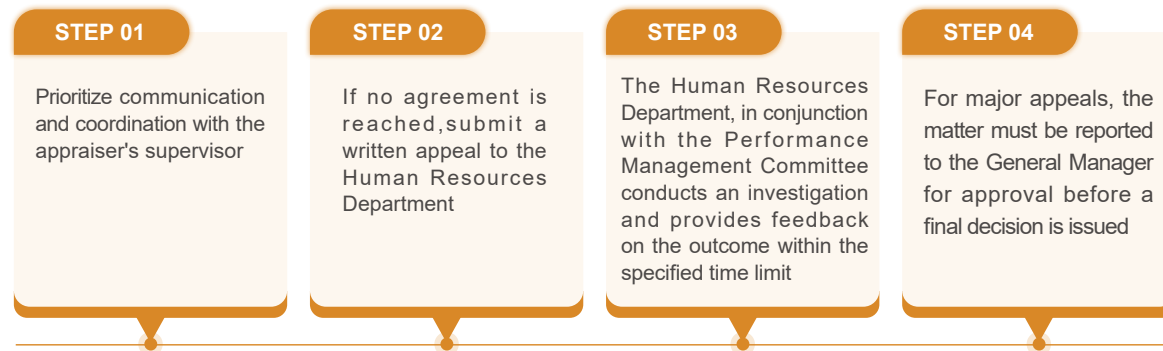 STEP 01
Prioritize communication
and coordination with the
appraiser's supervisor
STEP 02
If no agreement is
reached,submit a
written appeal to the
Human Resources
Department
STEP 03
The Human Resources
Department, in conjunction
with the Performance
Management Committee
conducts an investigation
and provides feedback
on the outcome within the
specified time limit
STEP 04
For major appeals, the
matter must be reported
to the General Manager
for approval before a
final decision is issued